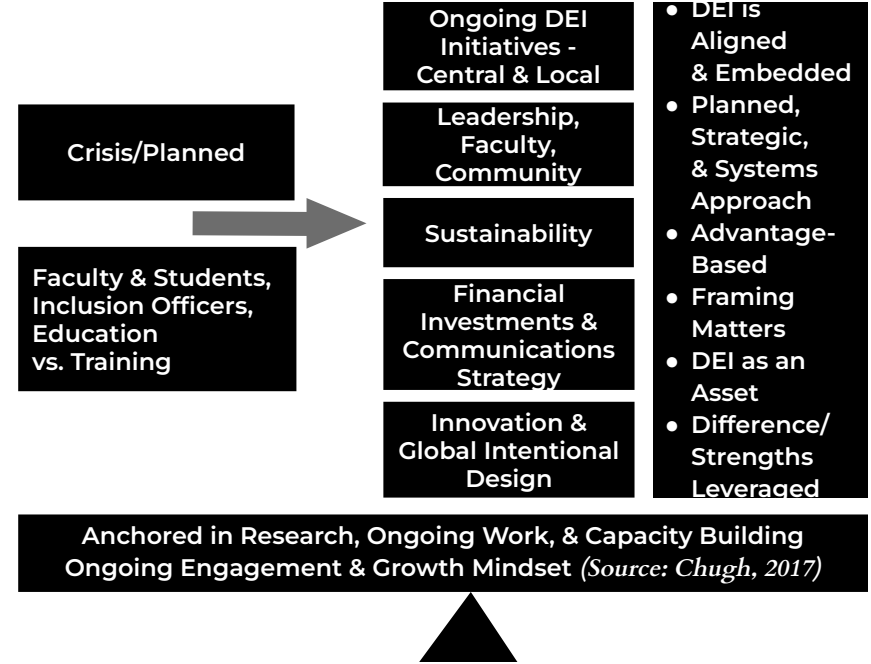 Crisis/Planned
Faculty & Students,
Inclusion Officers,
Education
vs. Training
Ongoing DEI
Initiatives -
Central & Local
Leadership,
Faculty,
Community
Sustainability
Financial
Investments &
Communications
Strategy
Innovation &
Global Intentional
Design
● DEI is
Aligned
& Embedded
● Planned,
Strategic,
& Systems
Approach
● Advantage-
Based
● Framing
Matters
● DEI as an
Asset
● Difference/
Strengths
Leveraged
Anchored in Research, Ongoing Work, & Capacity Building
Ongoing Engagement & Growth Mindset (Source: Chugh, 2017)